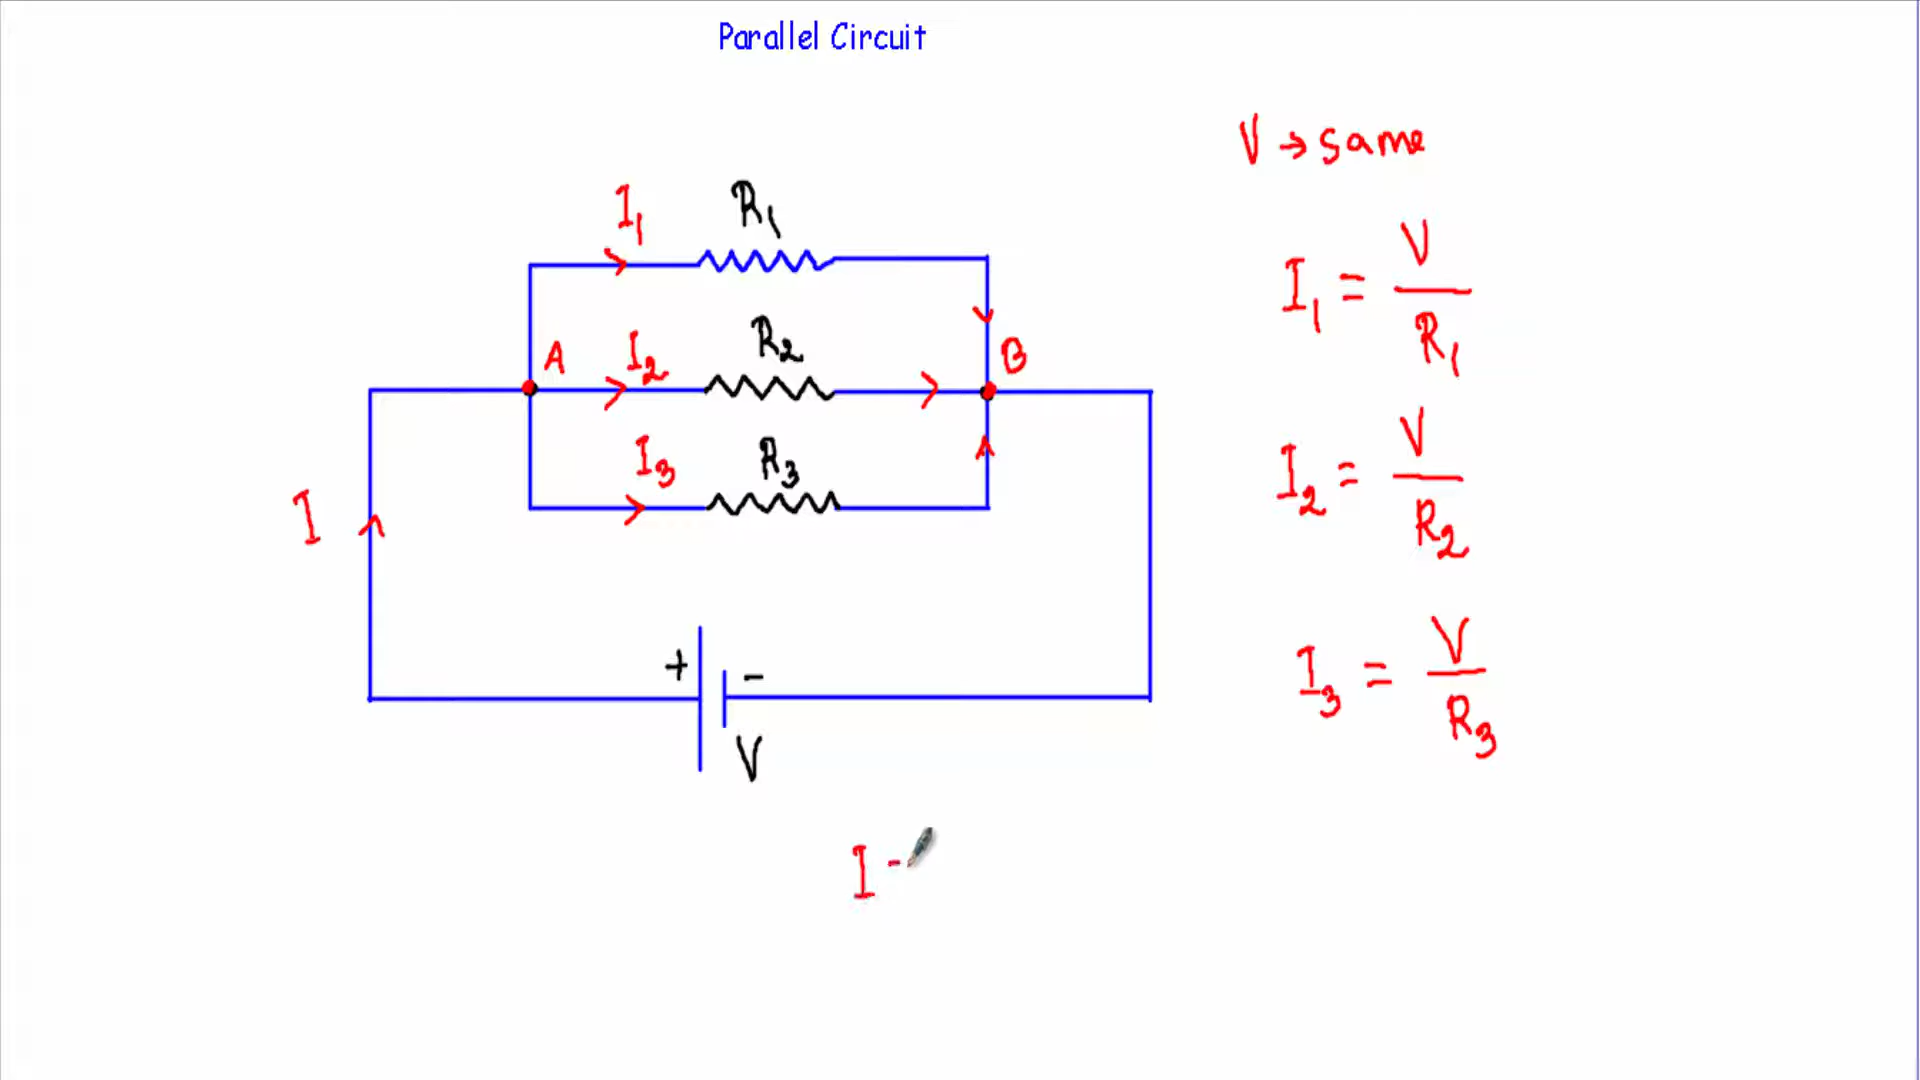 Parallel Circuit
V → same
I₁ R₁
I₁ = V / R₁
A I₂ R₂ B
I₂ = V / R₂
I₃ R₃
I
I₃ = V / R₃
+ -
V
I -